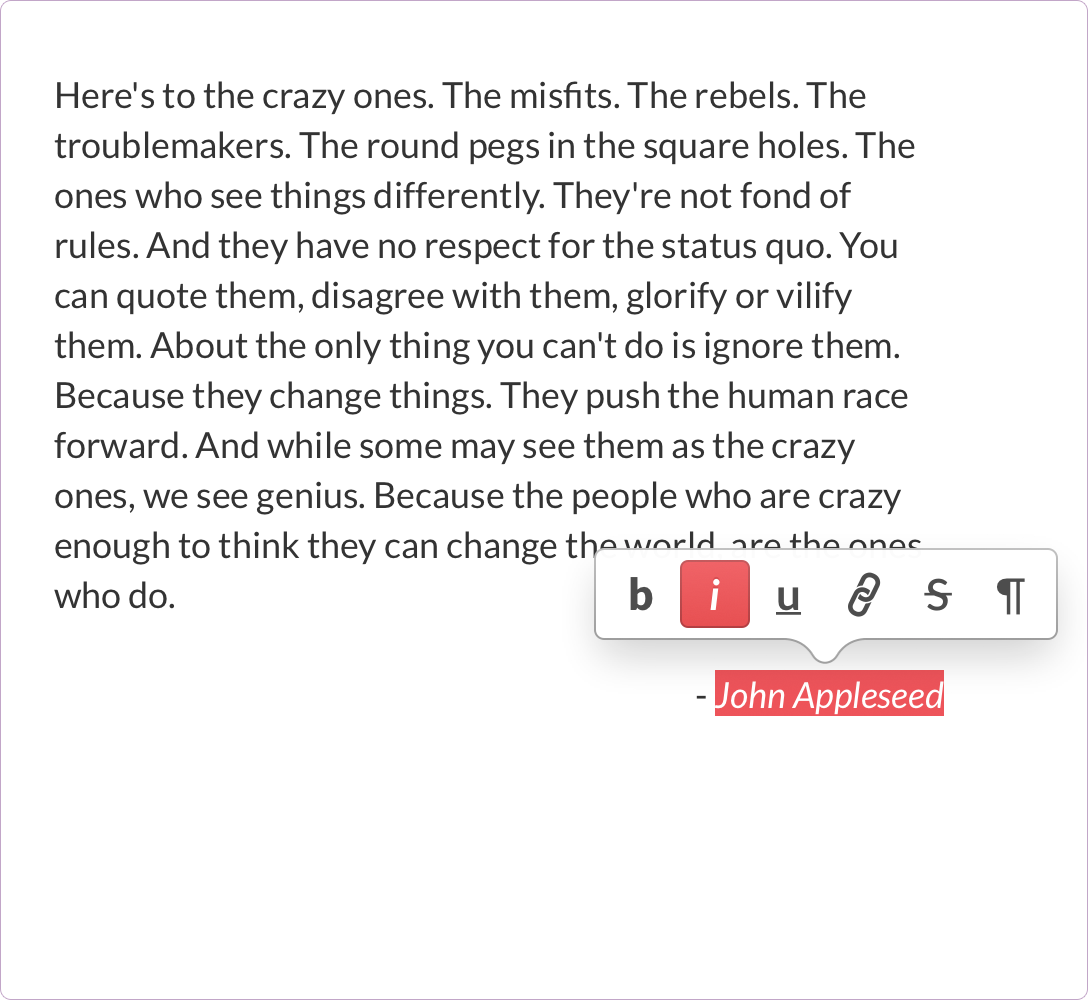 Here's to the crazy ones. The misfits. The rebels. The
troublemakers. The round pegs in the square holes. The
ones who see things differently. They're not fond of
rules. And they have no respect for the status quo. You
can quote them, disagree with them, glorify or vilify
them. About the only thing you can't do is ignore them.
Because they change things. They push the human race
forward. And while some may see them as the crazy
ones, we see genius. Because the people who are crazy
enough to think they can change the world, are the ones
who do.
b i u S ¶
- John Appleseed